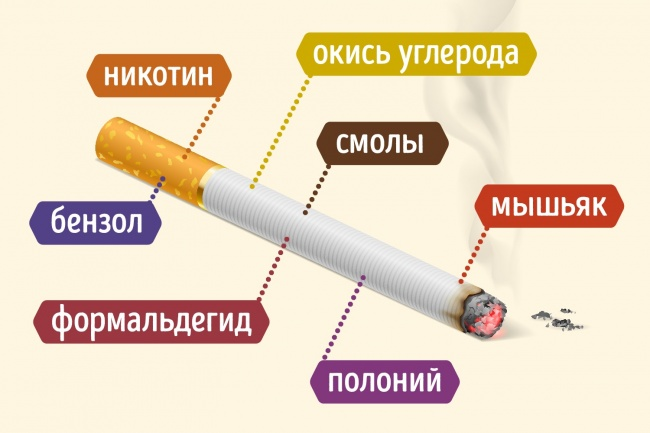 окись углерода
никотин
смолы
мышьяк
бензол
формальдегид
полоний